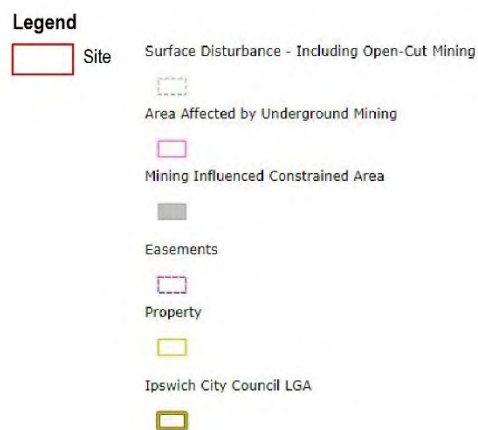 Legend
Site
Surface Disturbance - Including Open-Cut Mining
Area Affected by Underground Mining
Mining Influenced Constrained Area
Easements
Property
Ipswich City Council LGA